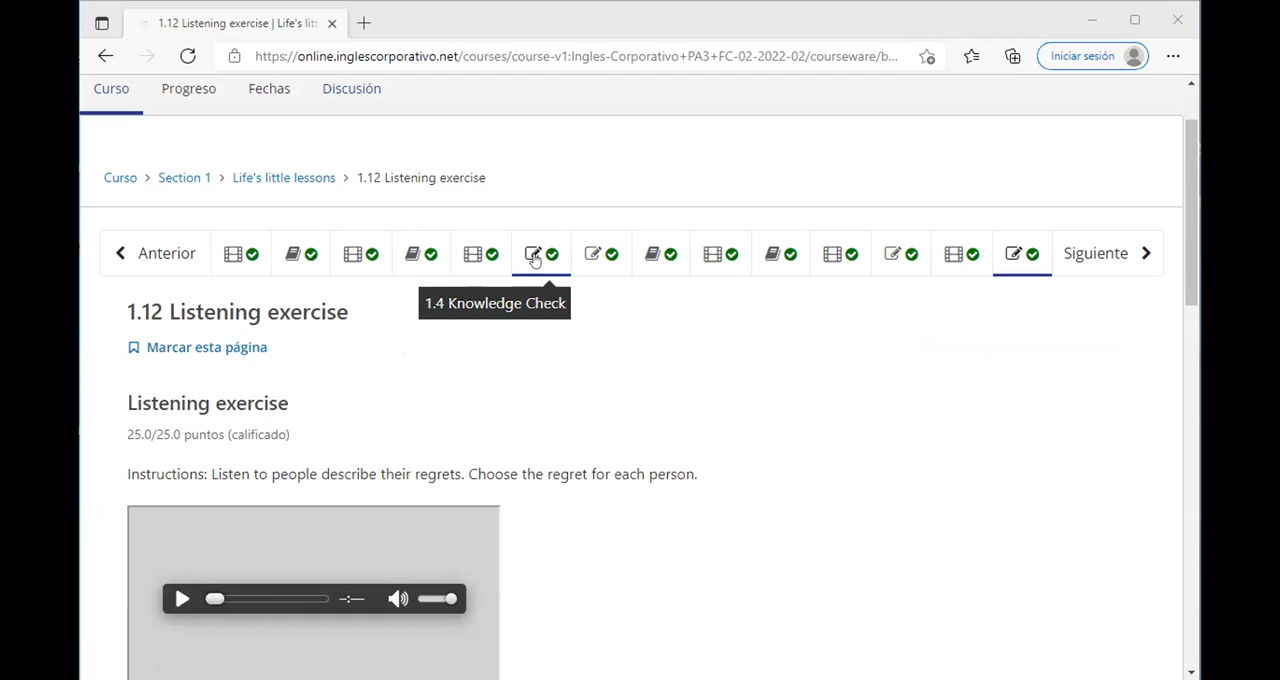 1.12 Listening exercise | Life's litt
https://online.inglescorporativo.net/courses/course-v1:Ingles-Corporativo+PA3+FC-02-2022-02/courseware/b...
Iniciar sesión
Curso Progreso Fechas Discusión
Curso > Section 1 > Life's little lessons > 1.12 Listening exercise
Anterior
Siguiente
1.4 Knowledge Check
1.12 Listening exercise
Marcar esta página
Listening exercise
25.0/25.0 puntos (calificado)
Instructions: Listen to people describe their regrets. Choose the regret for each person.
-:--